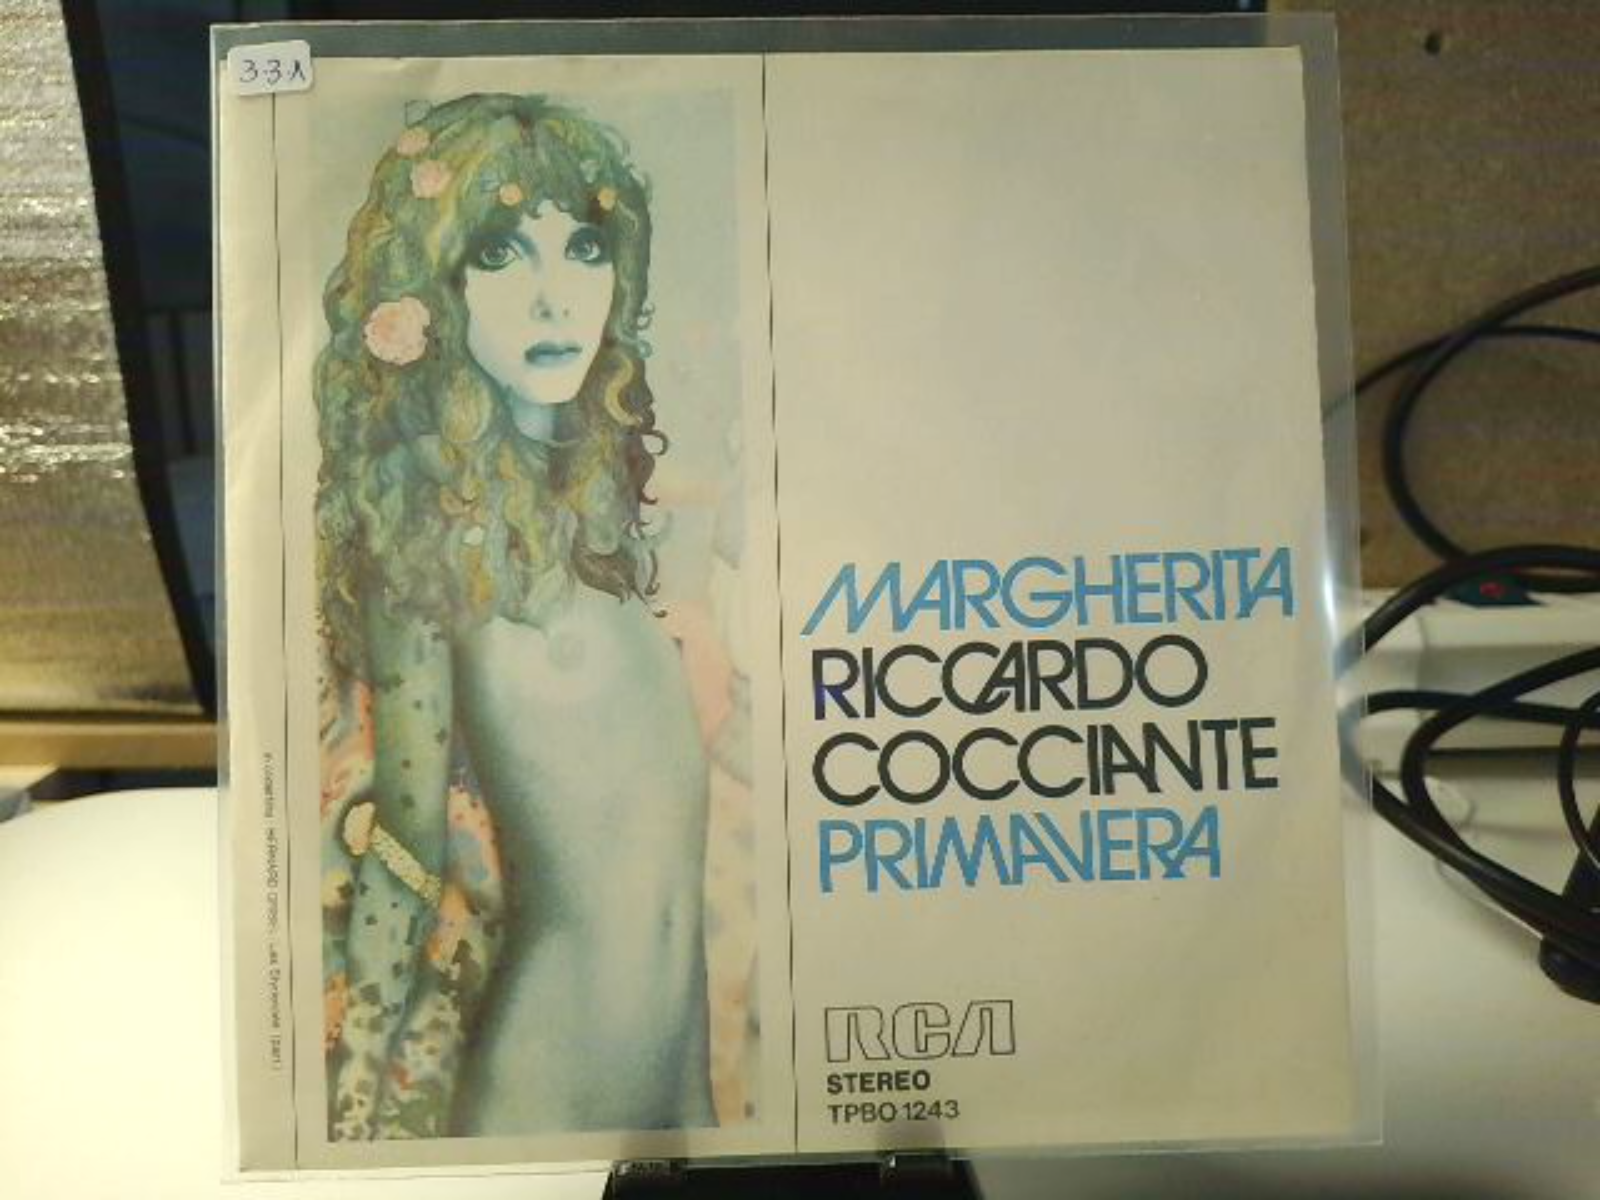 3-3-1
MARGHERITA
RICCARDO
COCCIANTE
PRIMAVERA
RCA
STEREO
TPBO 1243